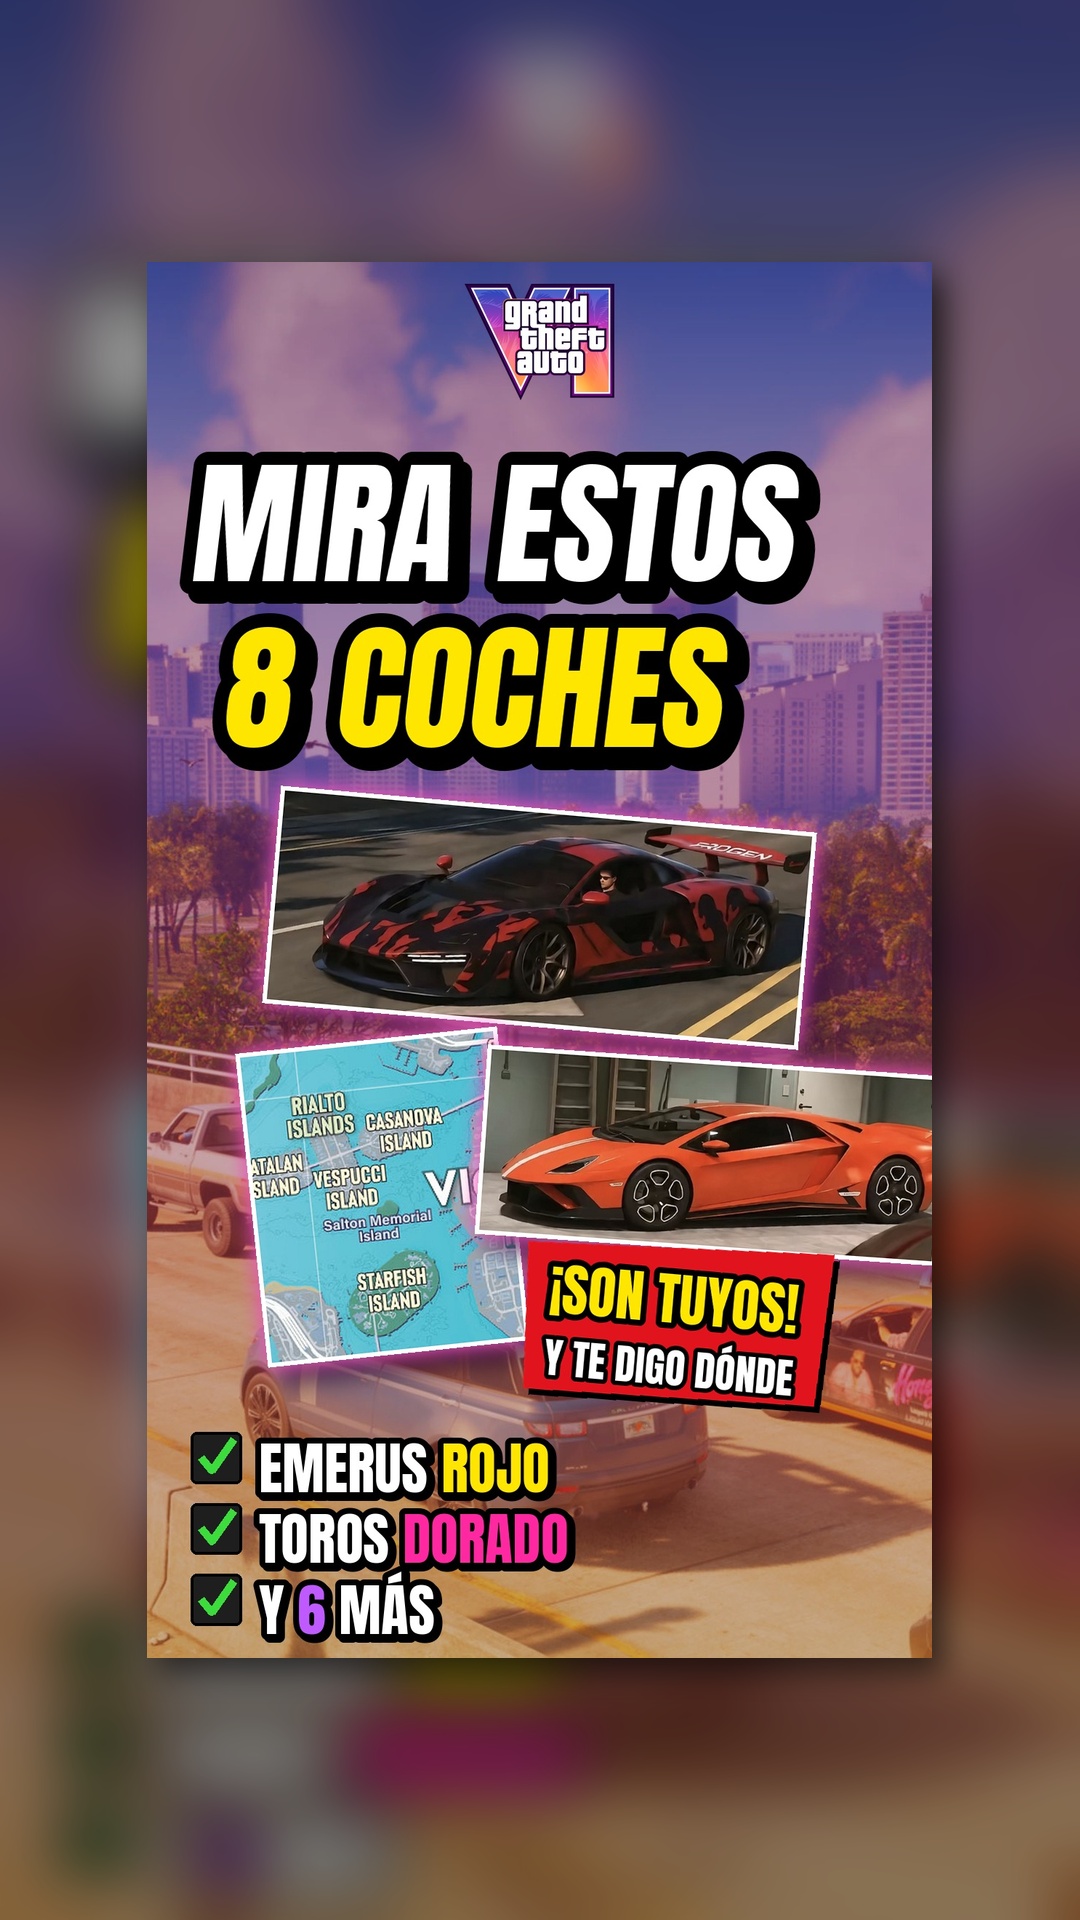 grand
theft
auto
VI
MIRA ESTOS
8 COCHES
RIALTO
ISLANDS
CASANOVA
ISLAND
ATALAN
SLAND
VESPUCCI
ISLAND
VI
Salton Memorial
Island
STARFISH
ISLAND
¡SON TUYOS!
Y TE DIGO DÓNDE
EMERUS ROJO
TOROS DORADO
Y 6 MÁS